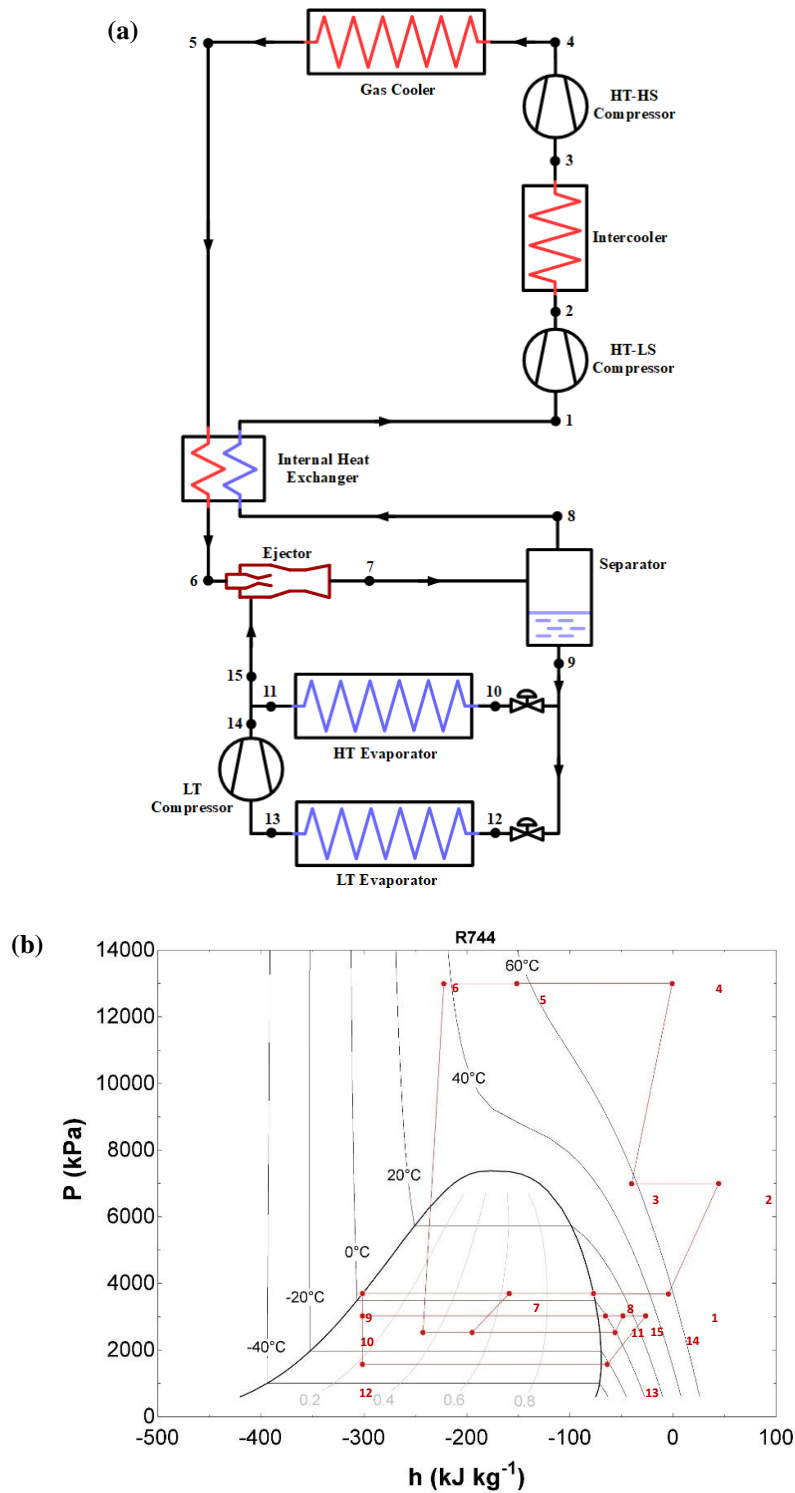 (a)
5
4
Gas Cooler
HT-HS
Compressor
3
Intercooler
2
HT-LS
Compressor
1
Internal Heat
Exchanger
8
Ejector
Separator
6
7
9
15
11
10
14
HT Evaporator
LT
Compressor
13
12
LT Evaporator
(b)
R744
14000
12000
10000
8000
6000
4000
2000
0
P (kPa)
60°C
6
5
4
40°C
20°C
3
2
0°C
-20°C
7
9
8
1
10
11
15
14
-40°C
12
13
0.2
0.4
0.6
0.8
-500
-400
-300
-200
-100
0
100
h (kJ kg⁻¹)